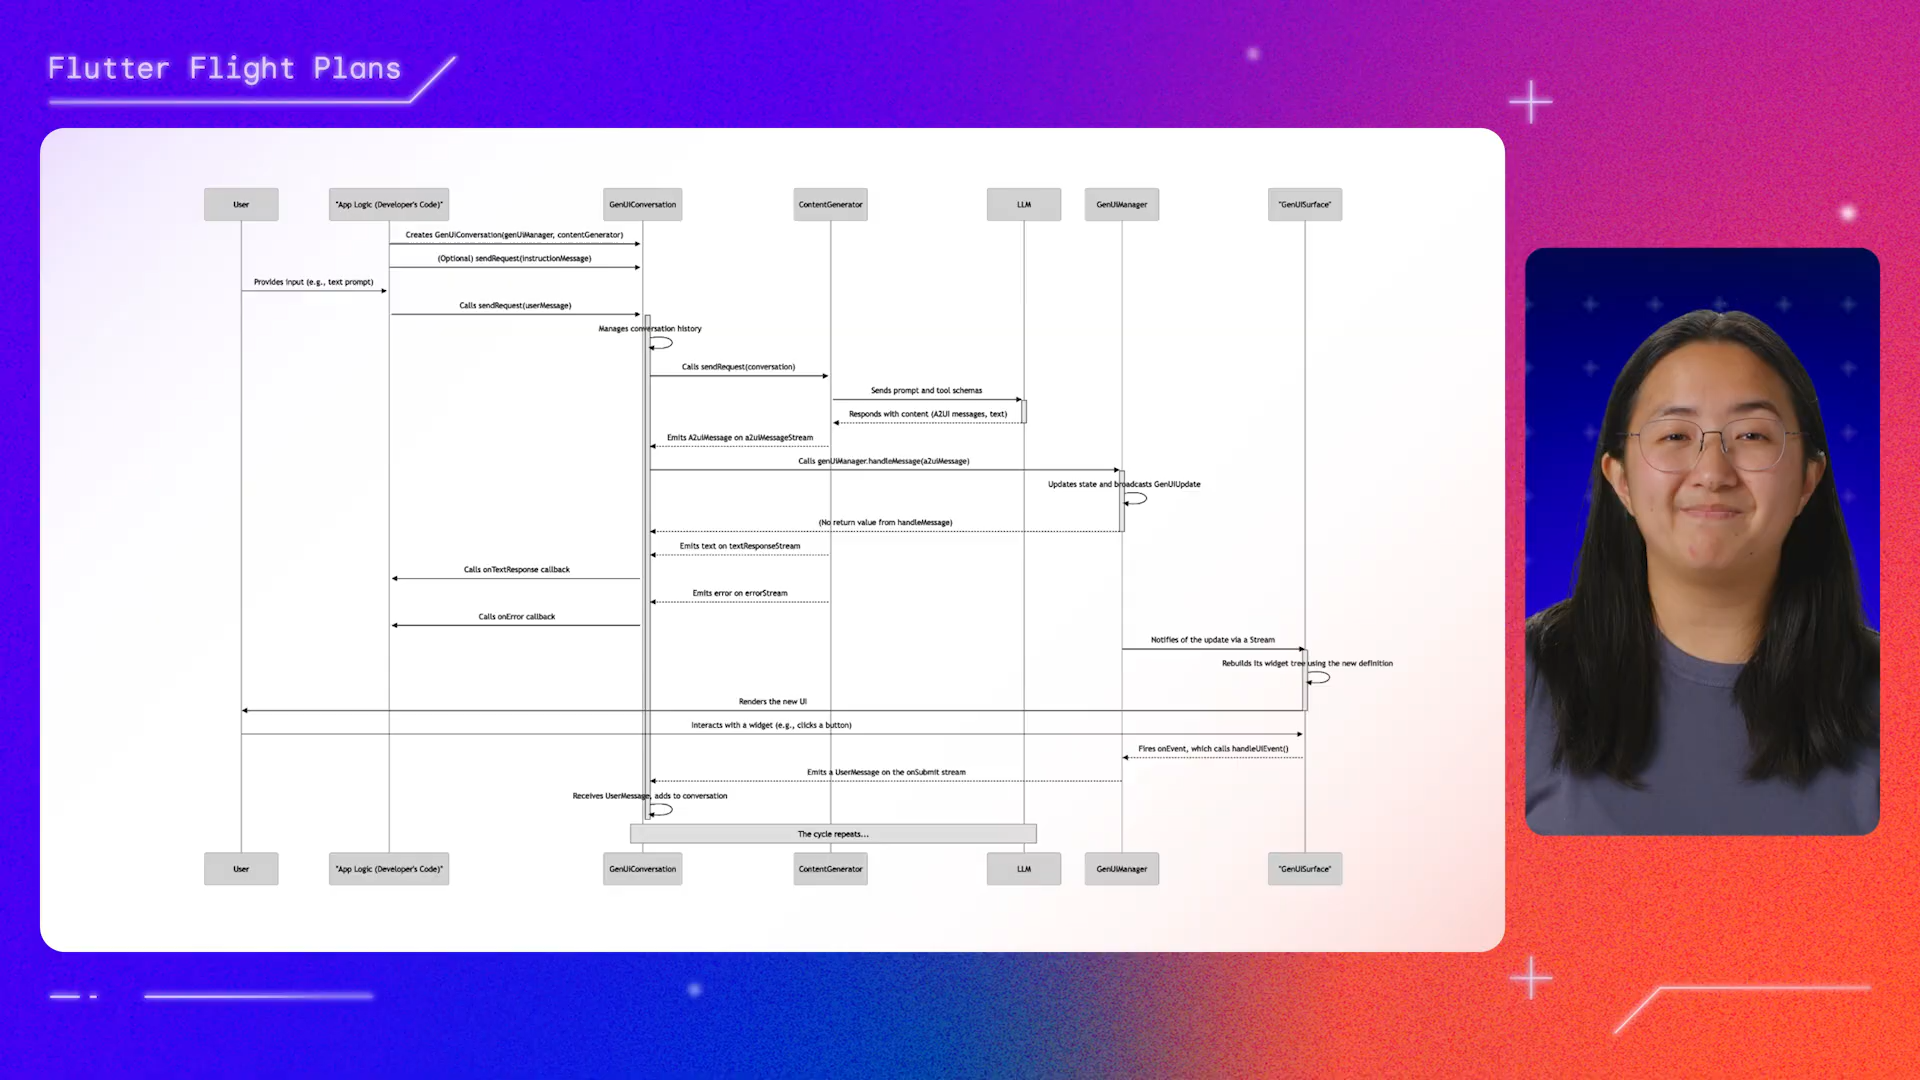 Flutter Flight Plans
User
"App Logic (Developer's Code)"
GenUiConversation
ContentGenerator
LLM
GenUiManager
"GenUiSurface"
Creates GenUiConversation(genUiManager, contentGenerator)
(Optional) sendRequest(instructionMessage)
Provides input (e.g., text prompt)
Calls sendRequest(userMessage)
Manages conversation history
Calls sendRequest(conversation)
Sends prompt and tool schemas
Responds with content (A2UI messages, text)
Emits A2uiMessage on a2uiMessageStream
Calls genUiManager.handleMessage(a2uiMessage)
Updates state and broadcasts GenUiUpdate
(No return value from handleMessage)
Emits text on textResponseStream
Calls onTextResponse callback
Emits error on errorStream
Calls onError callback
Notifies of the update via a Stream
Rebuilds its widget tree using the new definition
Renders the new UI
Interacts with a widget (e.g., clicks a button)
Fires onEvent, which calls handleUiEvent()
Emits a UserMessage on the onSubmit stream
Receives UserMessage, adds to conversation
The cycle repeats...
User
"App Logic (Developer's Code)"
GenUiConversation
ContentGenerator
LLM
GenUiManager
"GenUiSurface"